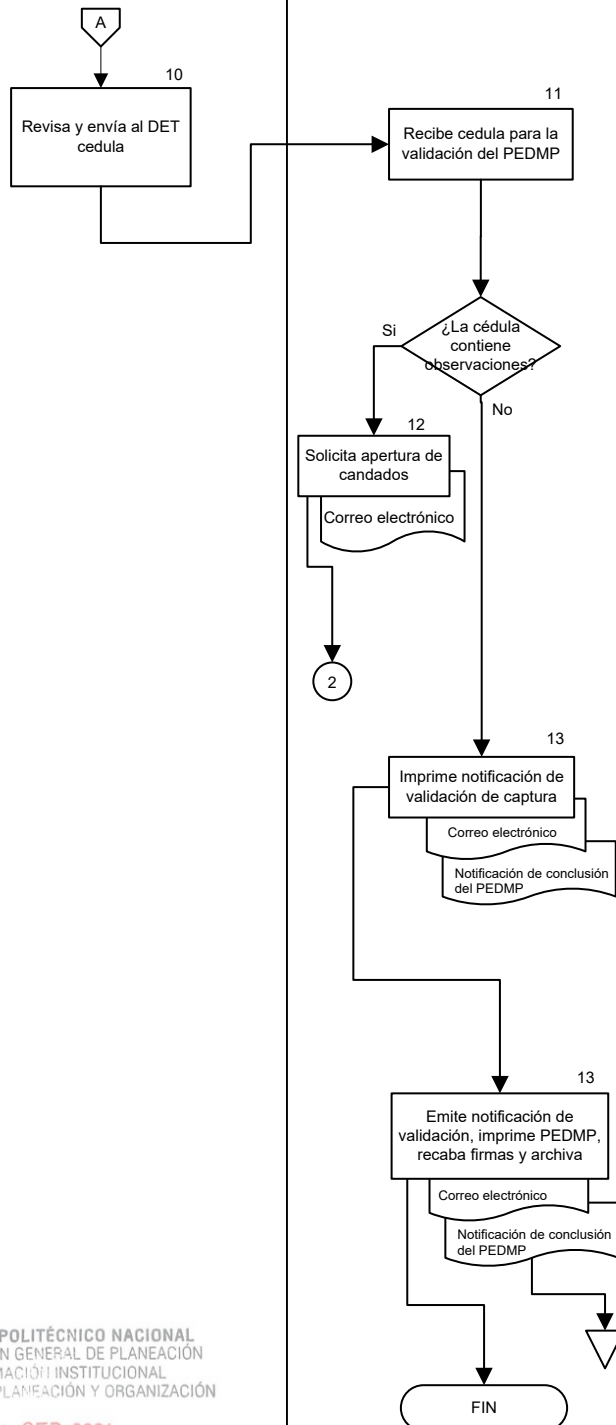 A
10
Revisa y envía al DET
cedula
11
Recibe cedula para la
validación del PEDMP
¿La cédula
contiene
observaciones?
Si
No
12
Solicita apertura de
candados
Correo electrónico
2
13
Imprime notificación de
validación de captura
Correo electrónico
Notificación de conclusión
del PEDMP
13
Emite notificación de
validación, imprime PEDMP,
recaba firmas y archiva
Correo electrónico
Notificación de conclusión
del PEDMP
FIN
POLITÉCNICO NACIONAL
N GENERAL DE PLANEACIÓN
MACIÓN INSTITUCIONAL
PLANEACIÓN Y ORGANIZACIÓN